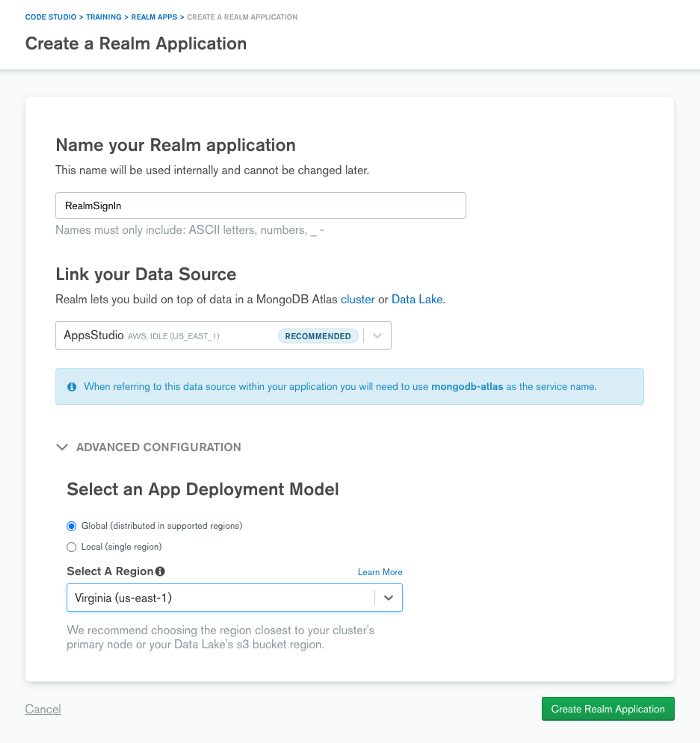 CODE STUDIO > TRAINING > REALM APPS > CREATE A REALM APPLICATION
Create a Realm Application
Name your Realm application
This name will be used internally and cannot be changed later.
RealmSignIn
Names must only include: ASCII letters, numbers, _ -
Link your Data Source
Realm lets you build on top of data in a MongoDB Atlas cluster or Data Lake.
AppsStudio AWS, IDLE (US_EAST_1) RECOMMENDED
When referring to this data source within your application you will need to use mongodb-atlas as the service name.
ADVANCED CONFIGURATION
Select an App Deployment Model
Global (distributed in supported regions)
Local (single region)
Select A Region Learn More
Virginia (us-east-1)
We recommend choosing the region closest to your cluster's
primary node or your Data Lake's s3 bucket region.
Cancel Create Realm Application